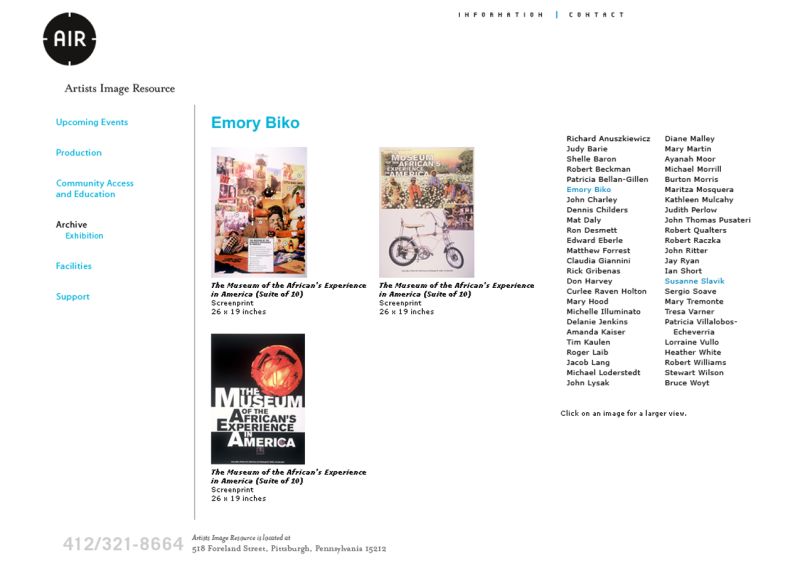 INFORMATION | CONTACT
AIR
Artists Image Resource
Upcoming Events
Production
Community Access
and Education
Archive
Exhibition
Facilities
Support
Emory Biko
MUSEUM
OF THE AFRICAN'S
EXPERIENCE
IN AMERICA
The Museum of the African's Experience
in America (Suite of 10)
Screenprint
26 x 19 inches
The Museum of the African's Experience
in America (Suite of 10)
Screenprint
26 x 19 inches
THE
MUSEUM
OF THE
AFRICAN'S
EXPERIENCE
IN
AMERICA
The Museum of the African's Experience
in America (Suite of 10)
Screenprint
26 x 19 inches
Richard Anuszkiewicz
Judy Barie
Shelle Baron
Robert Beckman
Patricia Bellan-Gillen
Emory Biko
John Charley
Dennis Childers
Mat Daly
Ron Desmett
Edward Eberle
Matthew Forrest
Claudia Giannini
Rick Gribenas
Don Harvey
Curlee Raven Holton
Mary Hood
Michelle Illuminato
Delanie Jenkins
Amanda Kaiser
Tim Kaulen
Roger Laib
Jacob Lang
Michael Loderstedt
John Lysak
Diane Malley
Mary Martin
Ayanah Moor
Michael Morrill
Burton Morris
Maritza Mosquera
Kathleen Mulcahy
Judith Perlow
John Thomas Pusateri
Robert Qualters
Robert Raczka
John Ritter
Jay Ryan
Ian Short
Susanne Slavik
Sergio Soave
Mary Tremonte
Tresa Varner
Patricia Villalobos-
Echeverria
Lorraine Vullo
Heather White
Robert Williams
Stewart Wilson
Bruce Woyt
Click on an image for a larger view.
412/321-8664
Artists Image Resource is located at
518 Foreland Street, Pittsburgh, Pennsylvania 15212